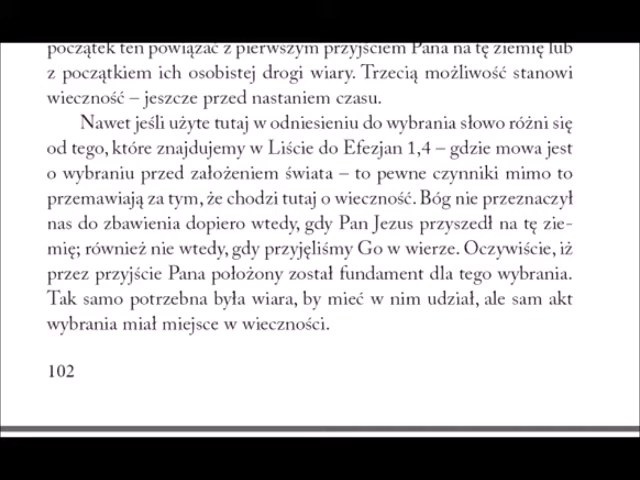 początek ten powiązać z pierwszym przyjściem Pana na tę ziemię lub
z początkiem ich osobistej drogi wiary. Trzecią możliwość stanowi
wieczność – jeszcze przed nastaniem czasu.
Nawet jeśli użyte tutaj w odniesieniu do wybrania słowo różni się
od tego, które znajdujemy w Liście do Efezjan 1,4 – gdzie mowa jest
o wybraniu przed założeniem świata – to pewne czynniki mimo to
przemawiają za tym, że chodzi tutaj o wieczność. Bóg nie przeznaczył
nas do zbawienia dopiero wtedy, gdy Pan Jezus przyszedł na tę zie-
mię; również nie wtedy, gdy przyjęliśmy Go w wierze. Oczywiście, iż
przez przyjście Pana położony został fundament dla tego wybrania.
Tak samo potrzebna była wiara, by mieć w nim udział, ale sam akt
wybrania miał miejsce w wieczności.
102